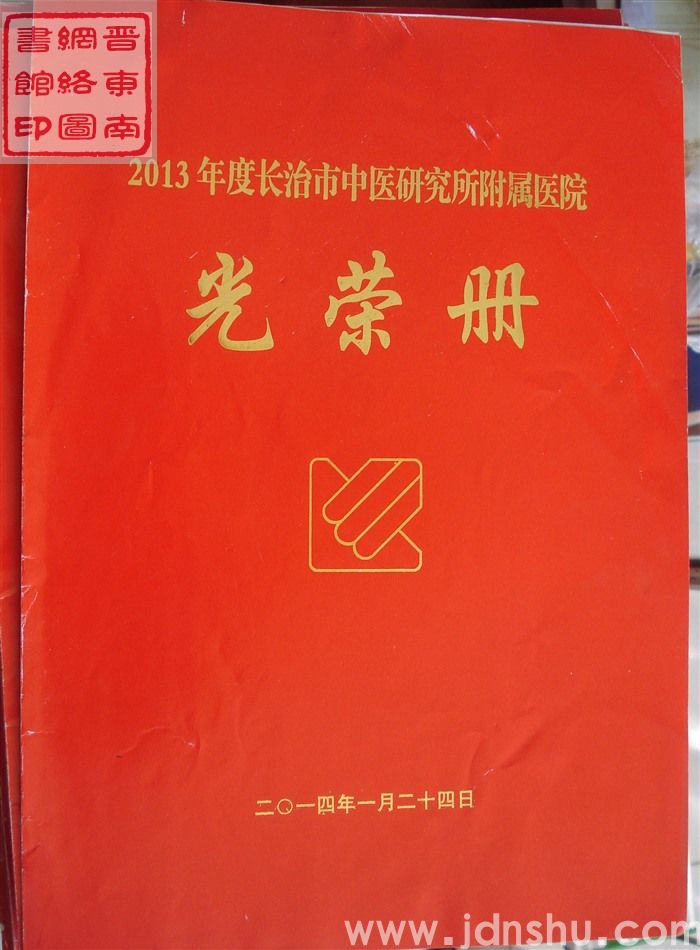 晋東南
網絡圖
書館印
2013年度长治市中医研究所附属医院
光荣册
二〇一四年一月二十四日
www.jdnshu.com